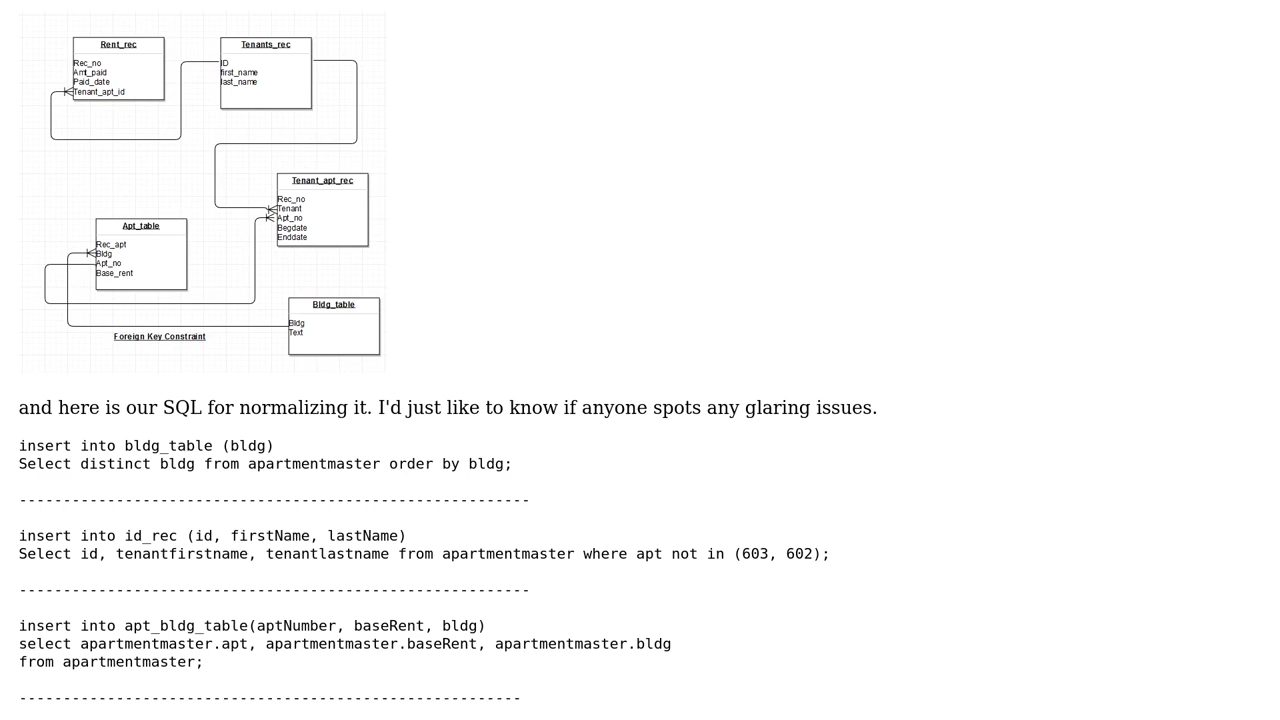 Rent_rec
Rec_no
Amt_paid
Paid_date
Tenant_apt_id
Tenants_rec
ID
first_name
last_name
Tenant_apt_rec
Rec_no
Tenant
Apt_no
Begdate
Enddate
Apt_table
Rec_apt
Bldg
Apt_no
Base_rent
Bldg_table
Bldg
Text
Foreign Key Constraint
and here is our SQL for normalizing it. I'd just like to know if anyone spots any glaring issues.
insert into bldg_table (bldg)
Select distinct bldg from apartmentmaster order by bldg;
----------------------------------------------------------
insert into id_rec (id, firstName, lastName)
Select id, tenantfirstname, tenantlastname from apartmentmaster where apt not in (603, 602);
----------------------------------------------------------
insert into apt_bldg_table(aptNumber, baseRent, bldg)
select apartmentmaster.apt, apartmentmaster.baseRent, apartmentmaster.bldg
from apartmentmaster;
---------------------------------------------------------